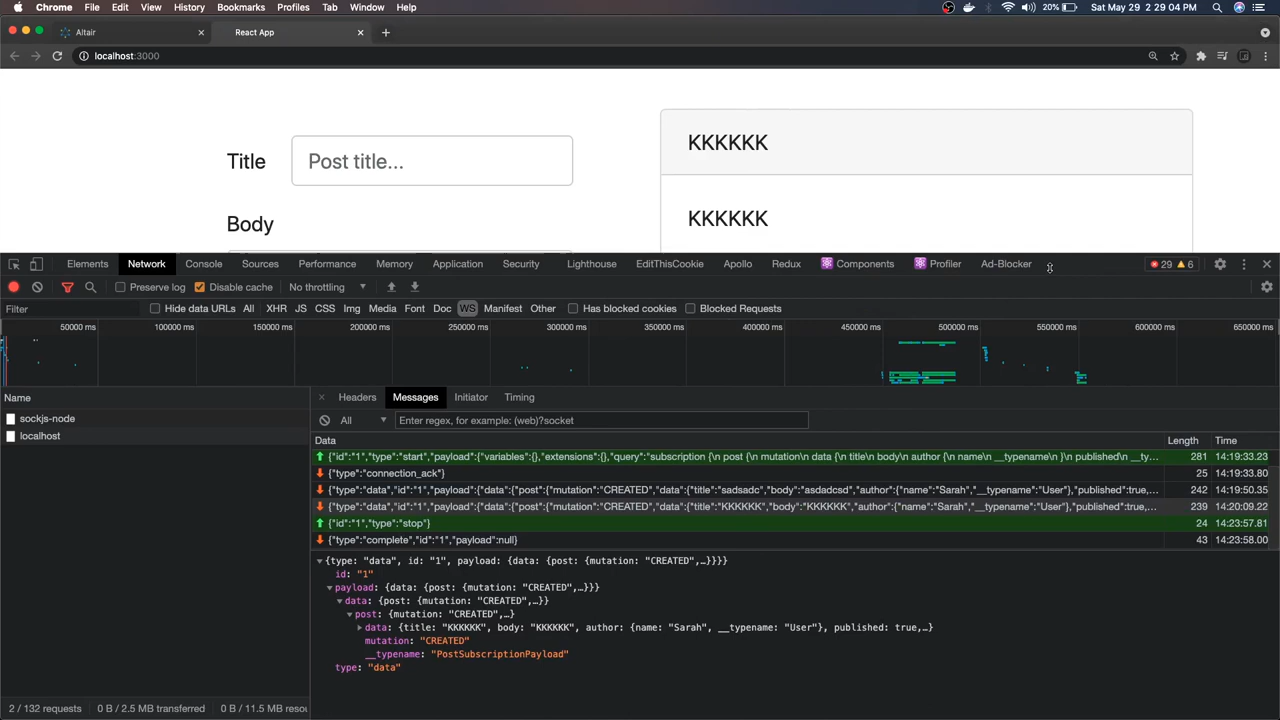 Chrome File Edit View History Bookmarks Profiles Tab Window Help 20% Sat May 29 2:29:04 PM
Altair React App
localhost:3000
KKKKKK
Title Post title...
KKKKKK
Body
Elements Network Console Sources Performance Memory Application Security Lighthouse EditThisCookie Apollo Redux Components Profiler Ad-Blocker 29 6
Preserve log Disable cache No throttling
Filter Hide data URLs All XHR JS CSS Img Media Font Doc WS Manifest Other Has blocked cookies Blocked Requests
50000 ms 100000 ms 150000 ms 200000 ms 250000 ms 300000 ms 350000 ms 400000 ms 450000 ms 500000 ms 550000 ms 600000 ms 650000 ms
Name Headers Messages Initiator Timing
sockjs-node All Enter regex, for example: (web)?socket
localhost Data Length Time
{"id":"1","type":"start","payload":{"variables":{},"extensions":{},"query":"subscription {\n post {\n mutation\n data {\n title\n body\n author {\n name\n __typename\n }\n published\n __ty... 281 14:19:33.23
{"type":"connection_ack"} 25 14:19:33.80
{"type":"data","id":"1","payload":{"data":{"post":{"mutation":"CREATED","data":{"title":"sadsadc","body":"asdadcsd","author":{"name":"Sarah","__typename":"User"},"published":true,... 242 14:19:50.35
{"type":"data","id":"1","payload":{"data":{"post":{"mutation":"CREATED","data":{"title":"KKKKKK","body":"KKKKKK","author":{"name":"Sarah","__typename":"User"},"published":true,... 239 14:20:09.22
{"id":"1","type":"stop"} 24 14:23:57.81
{"type":"complete","id":"1","payload":null} 43 14:23:58.00
{type: "data", id: "1", payload: {data: {post: {mutation: "CREATED",…}}}}
id: "1"
payload: {data: {post: {mutation: "CREATED",…}}}
data: {post: {mutation: "CREATED",…}}
post: {mutation: "CREATED",…}
data: {title: "KKKKKK", body: "KKKKKK", author: {name: "Sarah", __typename: "User"}, published: true,…}
mutation: "CREATED"
__typename: "PostSubscriptionPayload"
type: "data"
2 / 132 requests 0 B / 2.5 MB transferred 0 B / 11.5 MB resou